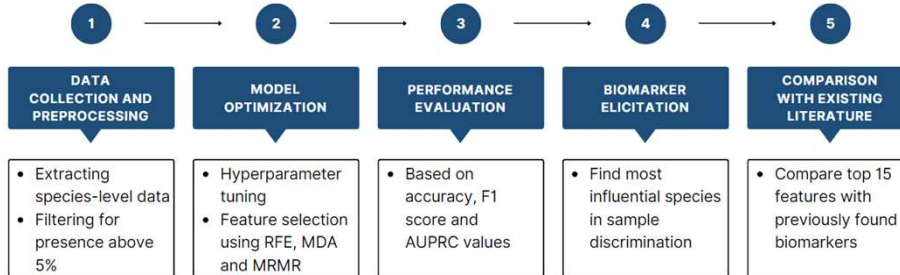 1
2
3
4
5
DATA
COLLECTION AND
PREPROCESSING
MODEL
OPTIMIZATION
PERFORMANCE
EVALUATION
BIOMARKER
ELICITATION
COMPARISON
WITH EXISTING
LITERATURE
• Extracting
species-level data
• Filtering for
presence above
5%
• Hyperparameter
tuning
• Feature selection
using RFE, MDA
and MRMR
• Based on
accuracy, F1
score and
AUPRC values
• Find most
influential species
in sample
discrimination
• Compare top 15
features with
previously found
biomarkers